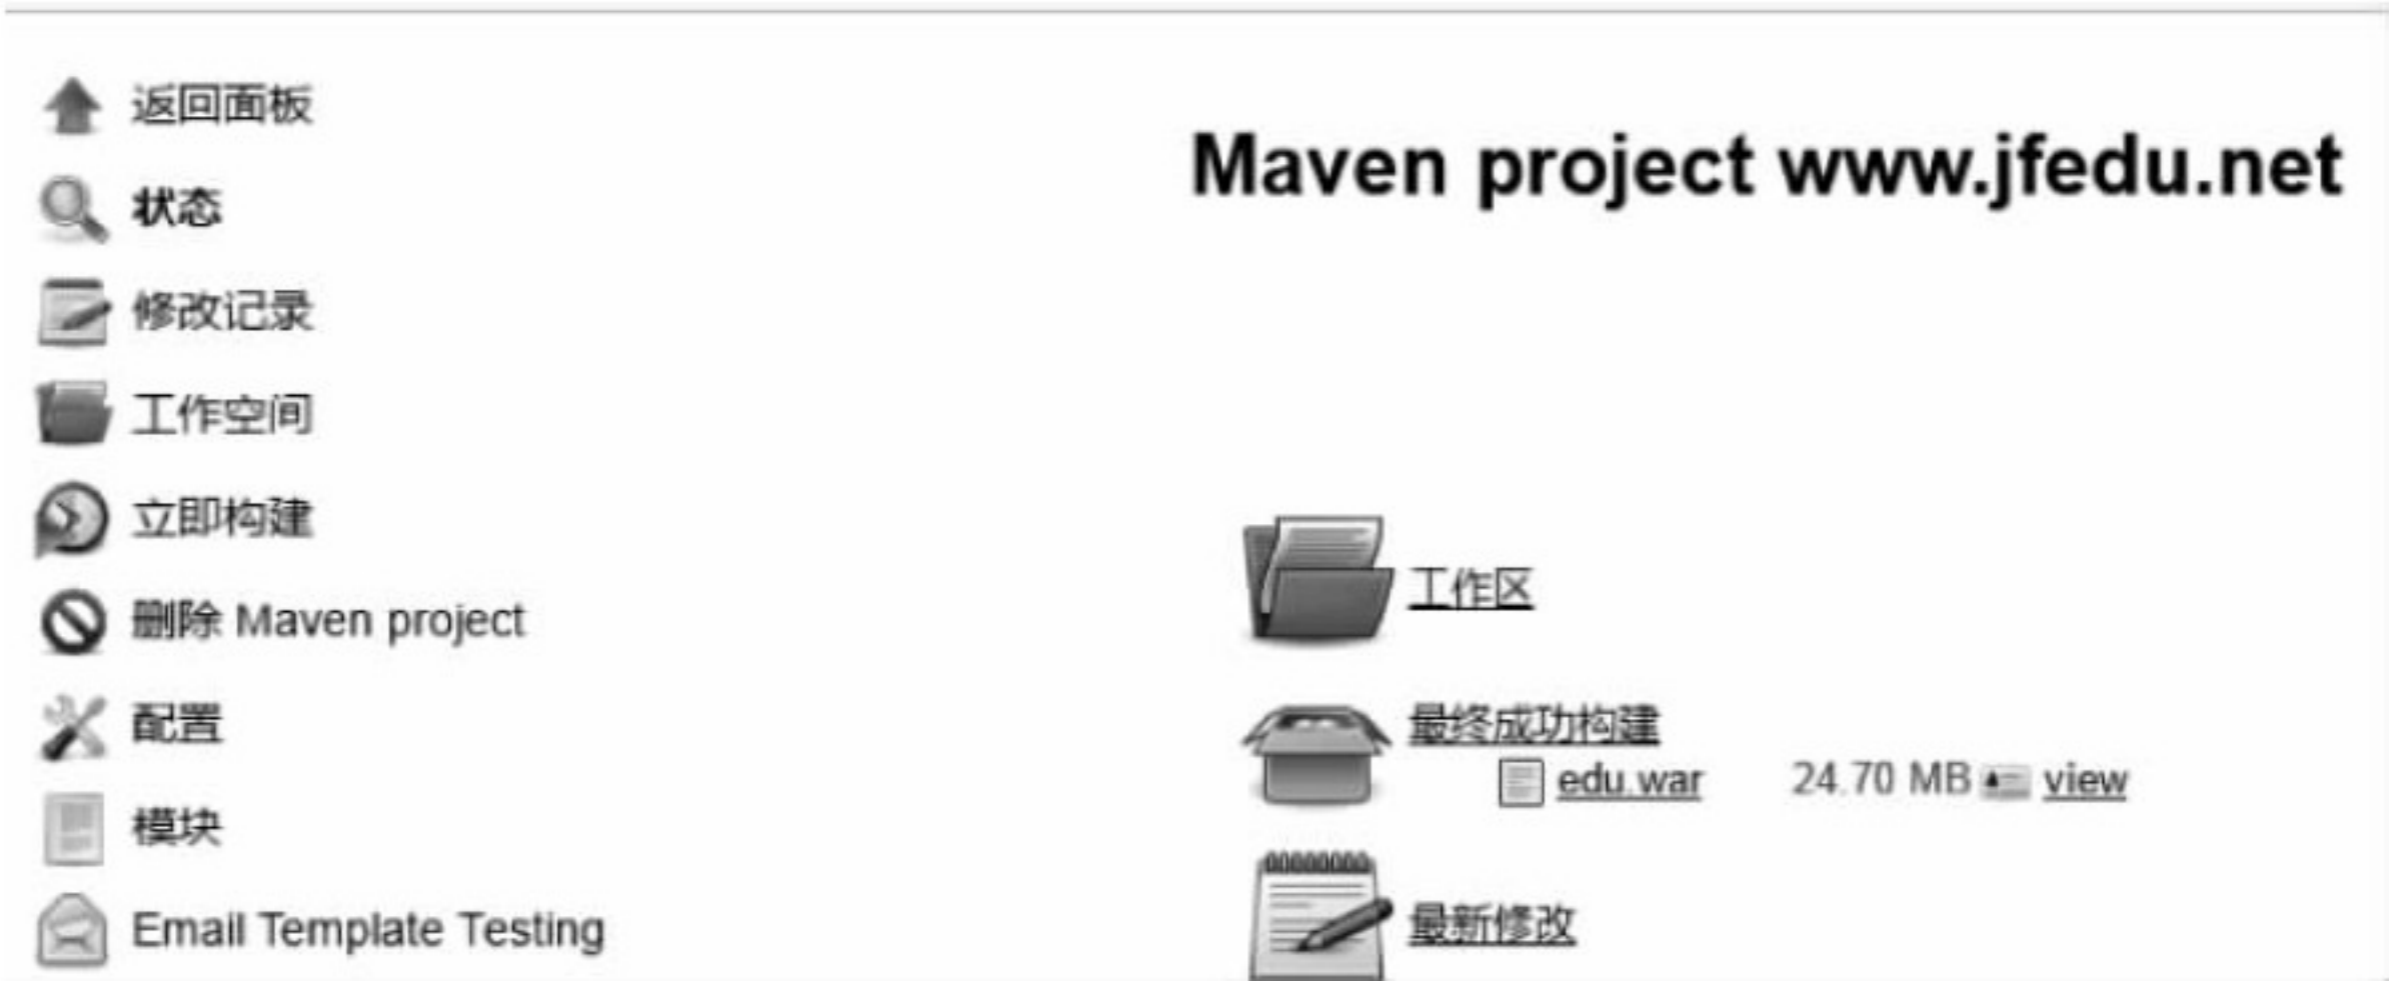 返回面板
状态
修改记录
工作空间
立即构建
删除 Maven project
配置
模块
Email Template Testing
Maven project www.jfedu.net
工作区
最终成功构建
edu.war 24.70 MB view
最新修改